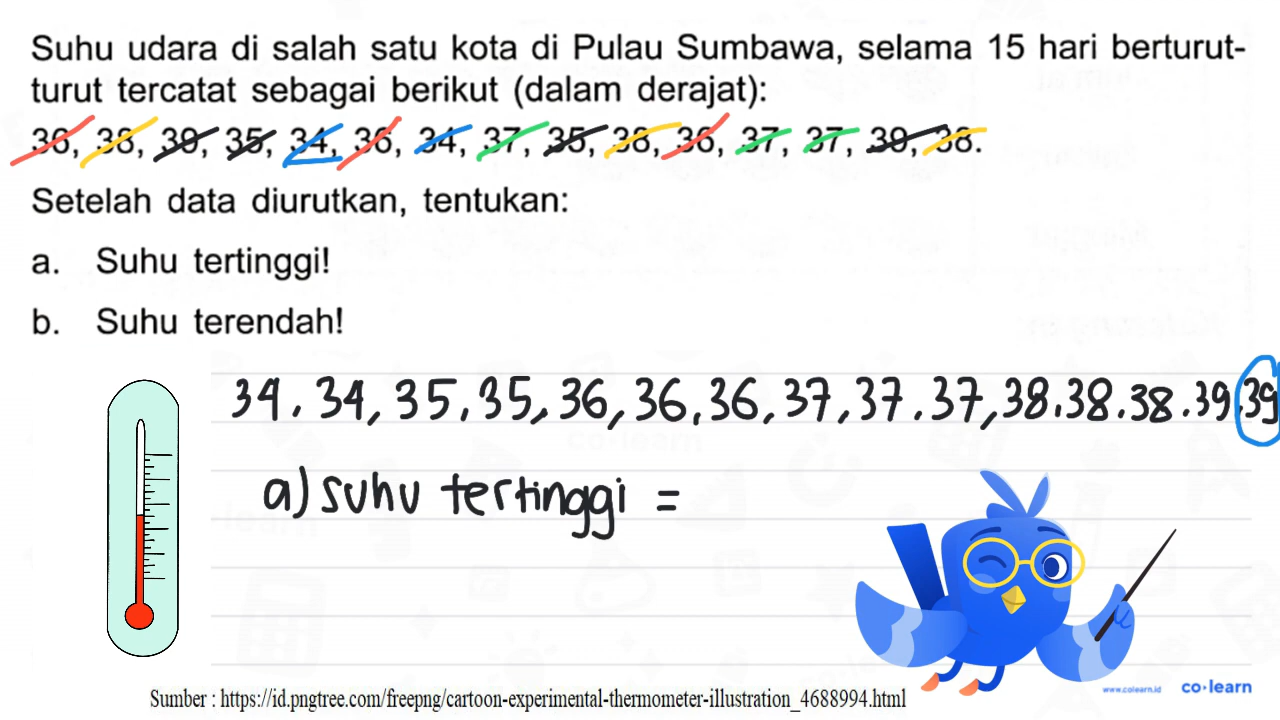 Suhu udara di salah satu kota di Pulau Sumbawa, selama 15 hari berturut-
turut tercatat sebagai berikut (dalam derajat):
36, 38, 39, 35, 34, 36, 34, 37, 35, 38, 36, 37, 37, 39, 38.
Setelah data diurutkan, tentukan:
a. Suhu tertinggi!
b. Suhu terendah!
34, 34, 35, 35, 36, 36, 36, 37, 37, 37, 38, 38, 38, 39, 39
a) suhu tertinggi =
www.colearn.id co·learn
Sumber : https://id.pngtree.com/freepng/cartoon-experimental-thermometer-illustration_4688994.html